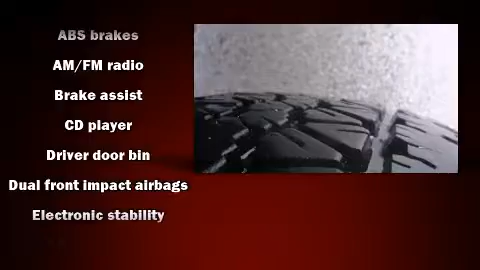 ABS brakes
AM/FM radio
Brake assist
CD player
Driver door bin
Dual front impact airbags
Electronic stability